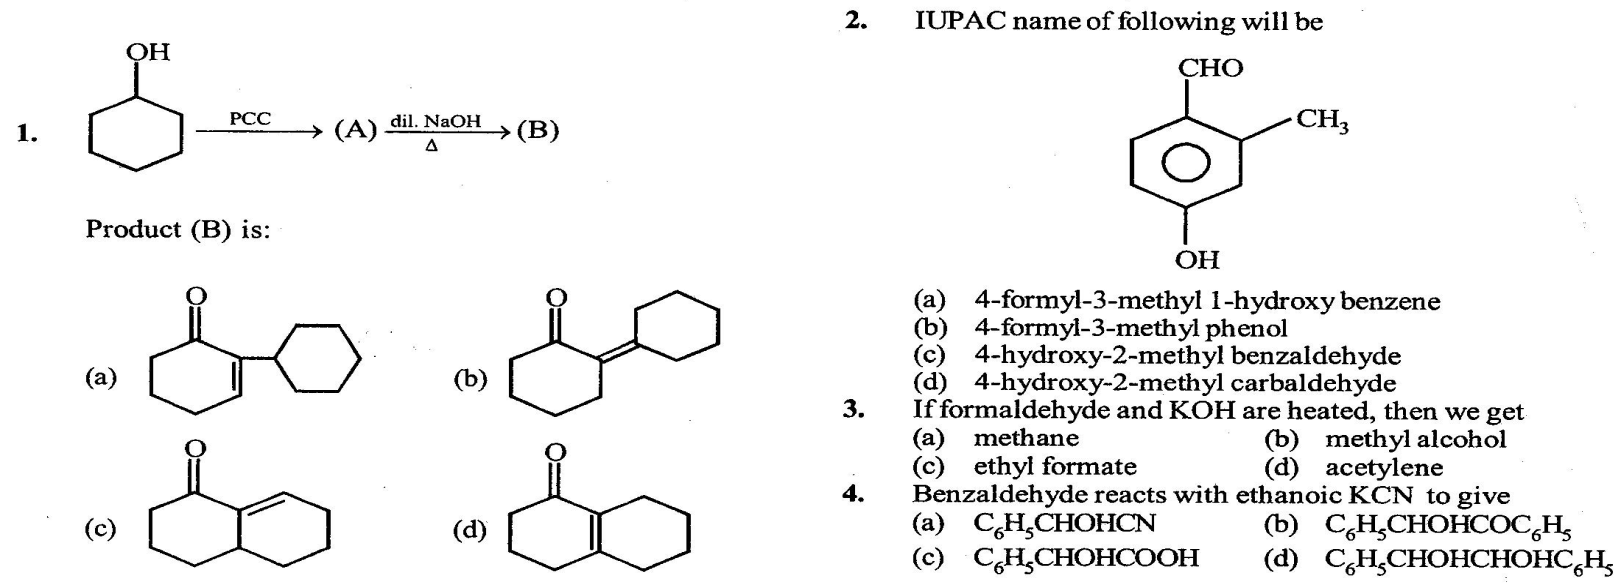 1.
OH
PCC
(A)
dil. NaOH
Δ
(B)
Product (B) is:
(a)
O
(b)
O
(c)
O
(d)
O
2. IUPAC name of following will be
CHO
CH₃
OH
(a) 4-formyl-3-methyl 1-hydroxy benzene
(b) 4-formyl-3-methyl phenol
(c) 4-hydroxy-2-methyl benzaldehyde
(d) 4-hydroxy-2-methyl carbaldehyde
3. If formaldehyde and KOH are heated, then we get
(a) methane (b) methyl alcohol
(c) ethyl formate (d) acetylene
4. Benzaldehyde reacts with ethanoic KCN to give
(a) C₆H₅CHOHCN (b) C₆H₅CHOHCOC₆H₅
(c) C₆H₅CHOHCOOH (d) C₆H₅CHOHCHOHC₆H₅